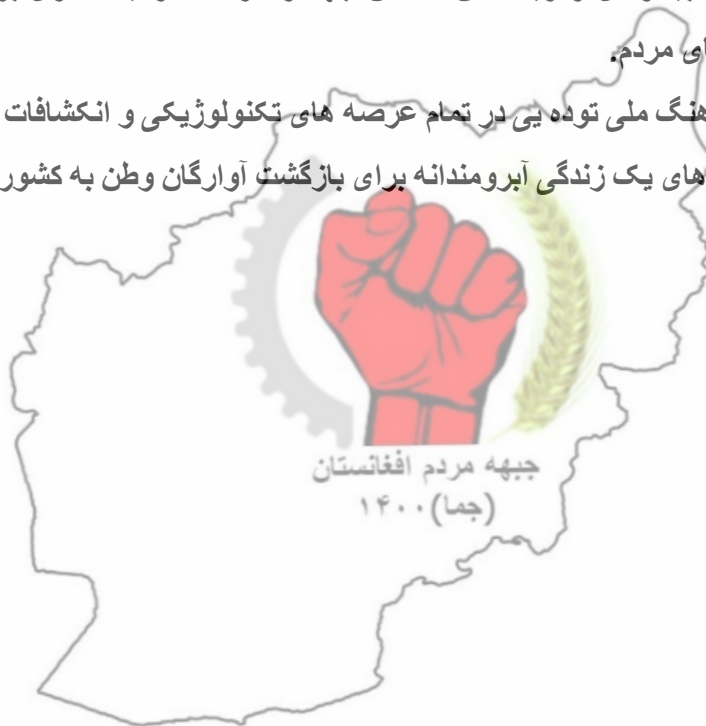 ای مردم.
هنگ ملی توده یی در تمام عرصه های تکنولوژیکی و انکشافات
های یک زندگی آبرومندانه برای بازگشت آوارگان وطن به کشور
جبهه مردم افغانستان
(جما) ۱۴۰۰